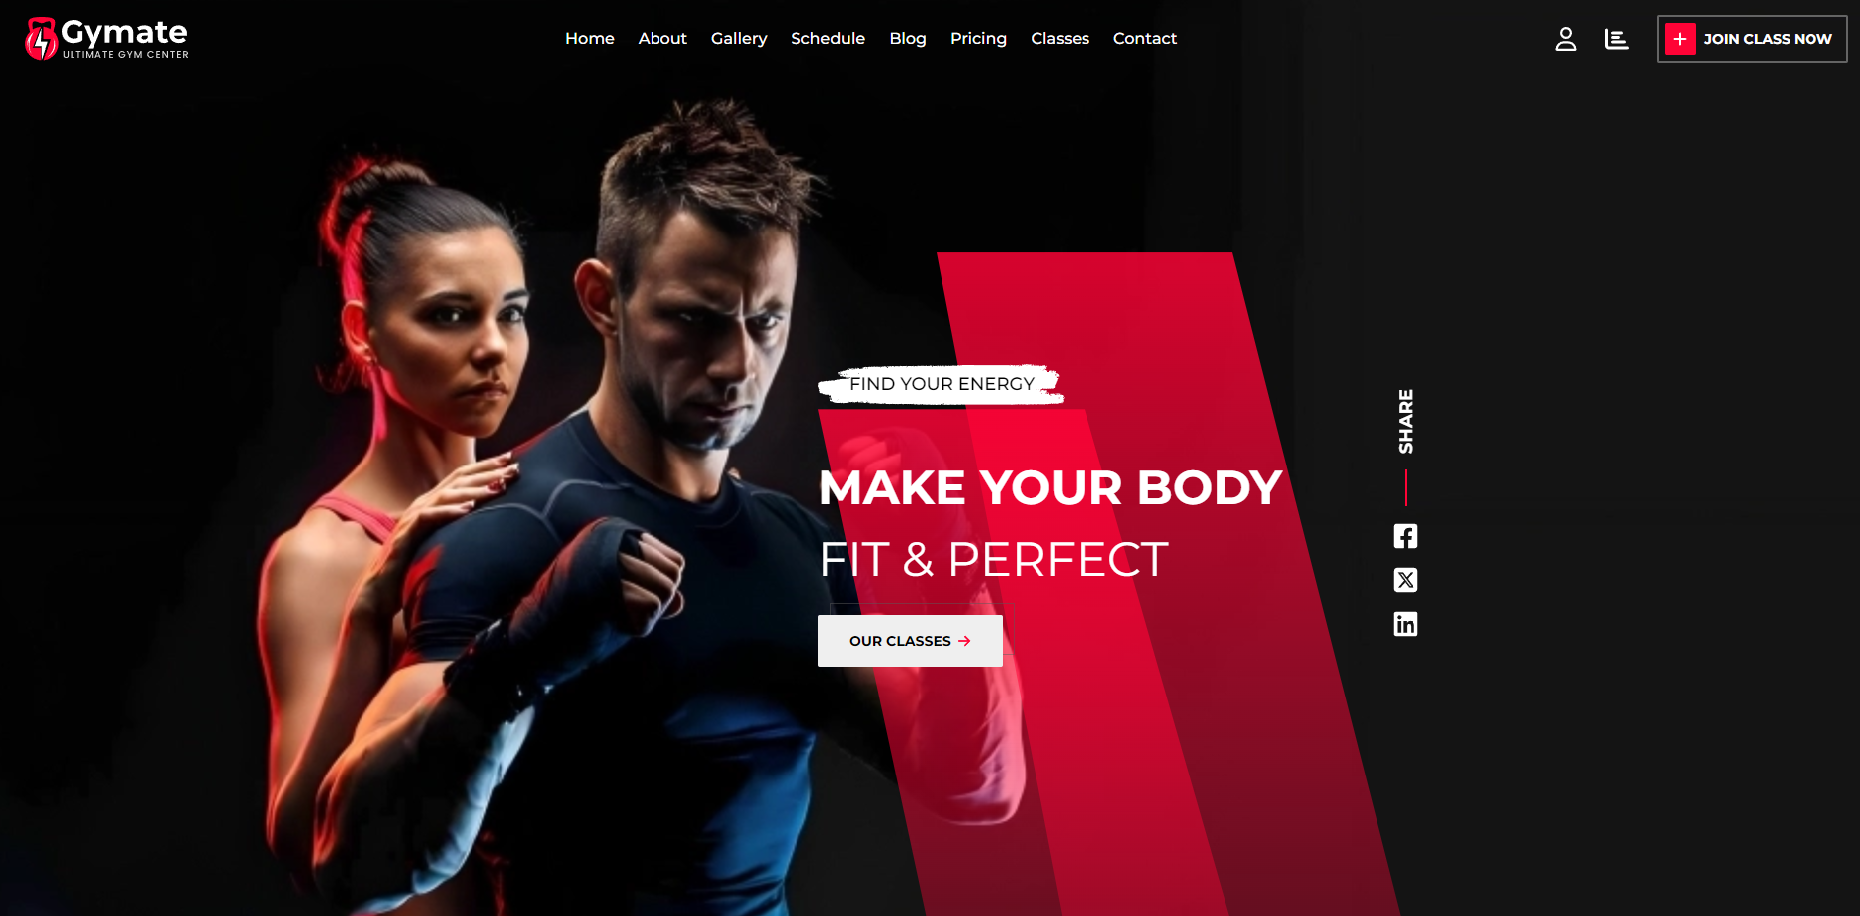 Gymate
ULTIMATE GYM CENTER
Home About Gallery Schedule Blog Pricing Classes Contact
JOIN CLASS NOW
FIND YOUR ENERGY
MAKE YOUR BODY
FIT & PERFECT
OUR CLASSES
SHARE